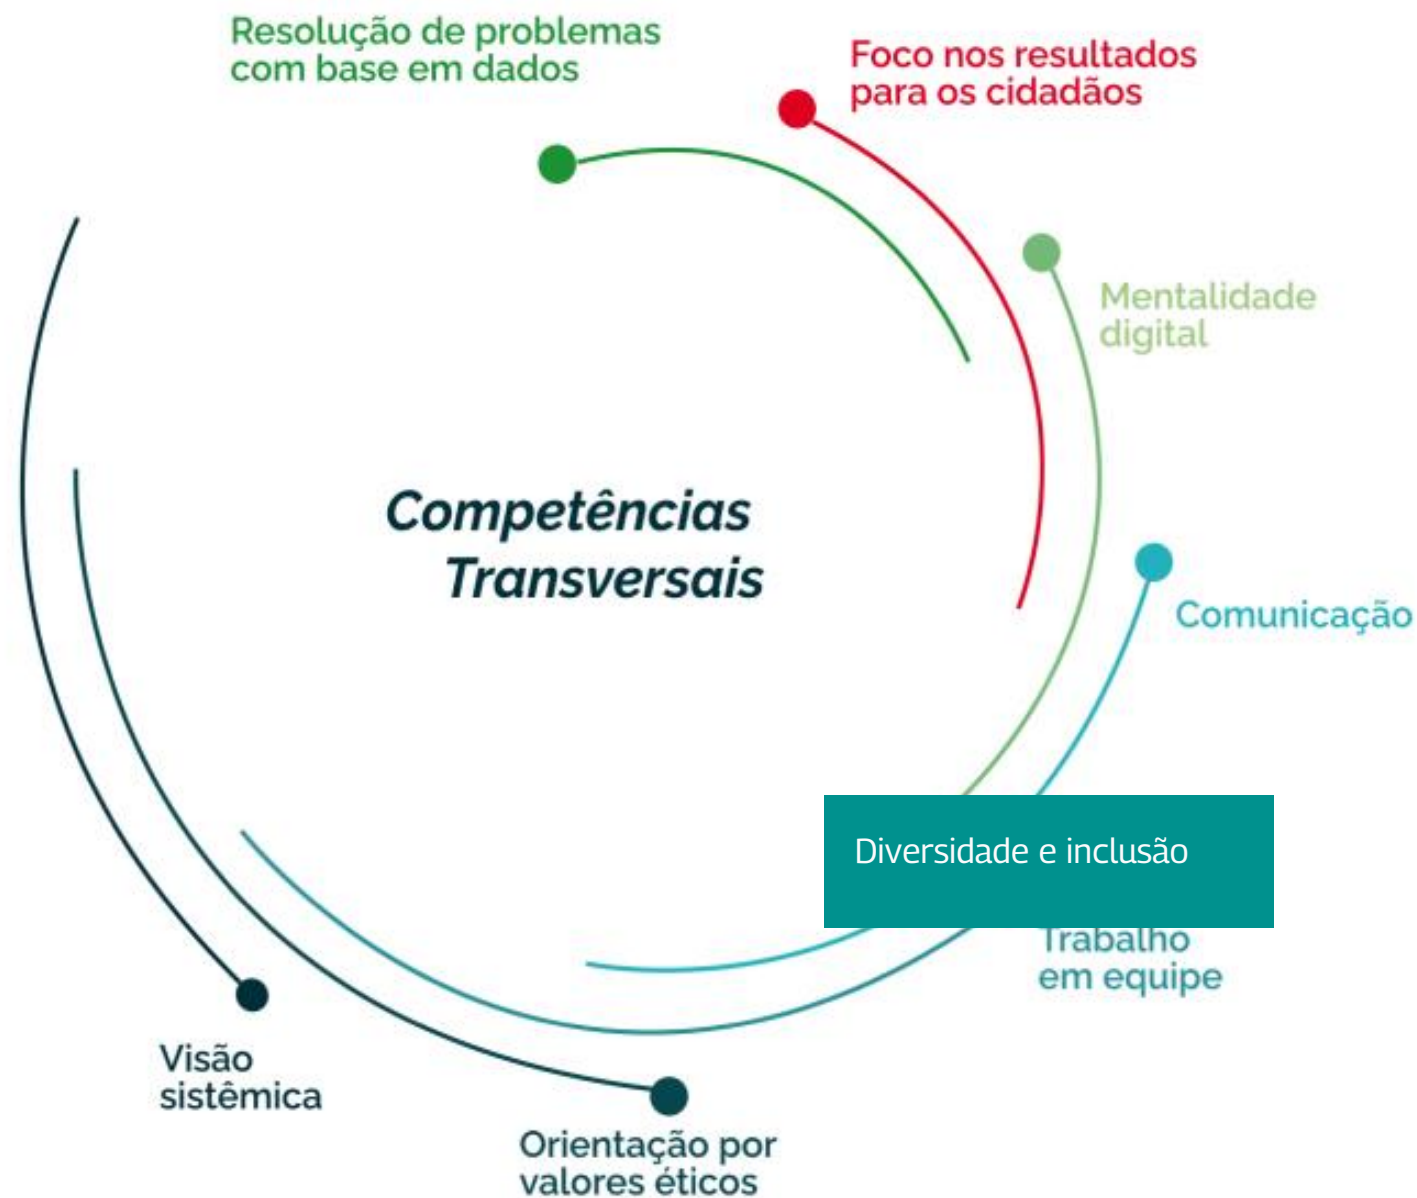 Resolução de problemas
com base em dados
Foco nos resultados
para os cidadãos
Mentalidade
digital
Competências
Transversais
Comunicação
Diversidade e inclusão
Trabalho
em equipe
Visão
sistêmica
Orientação por
valores éticos